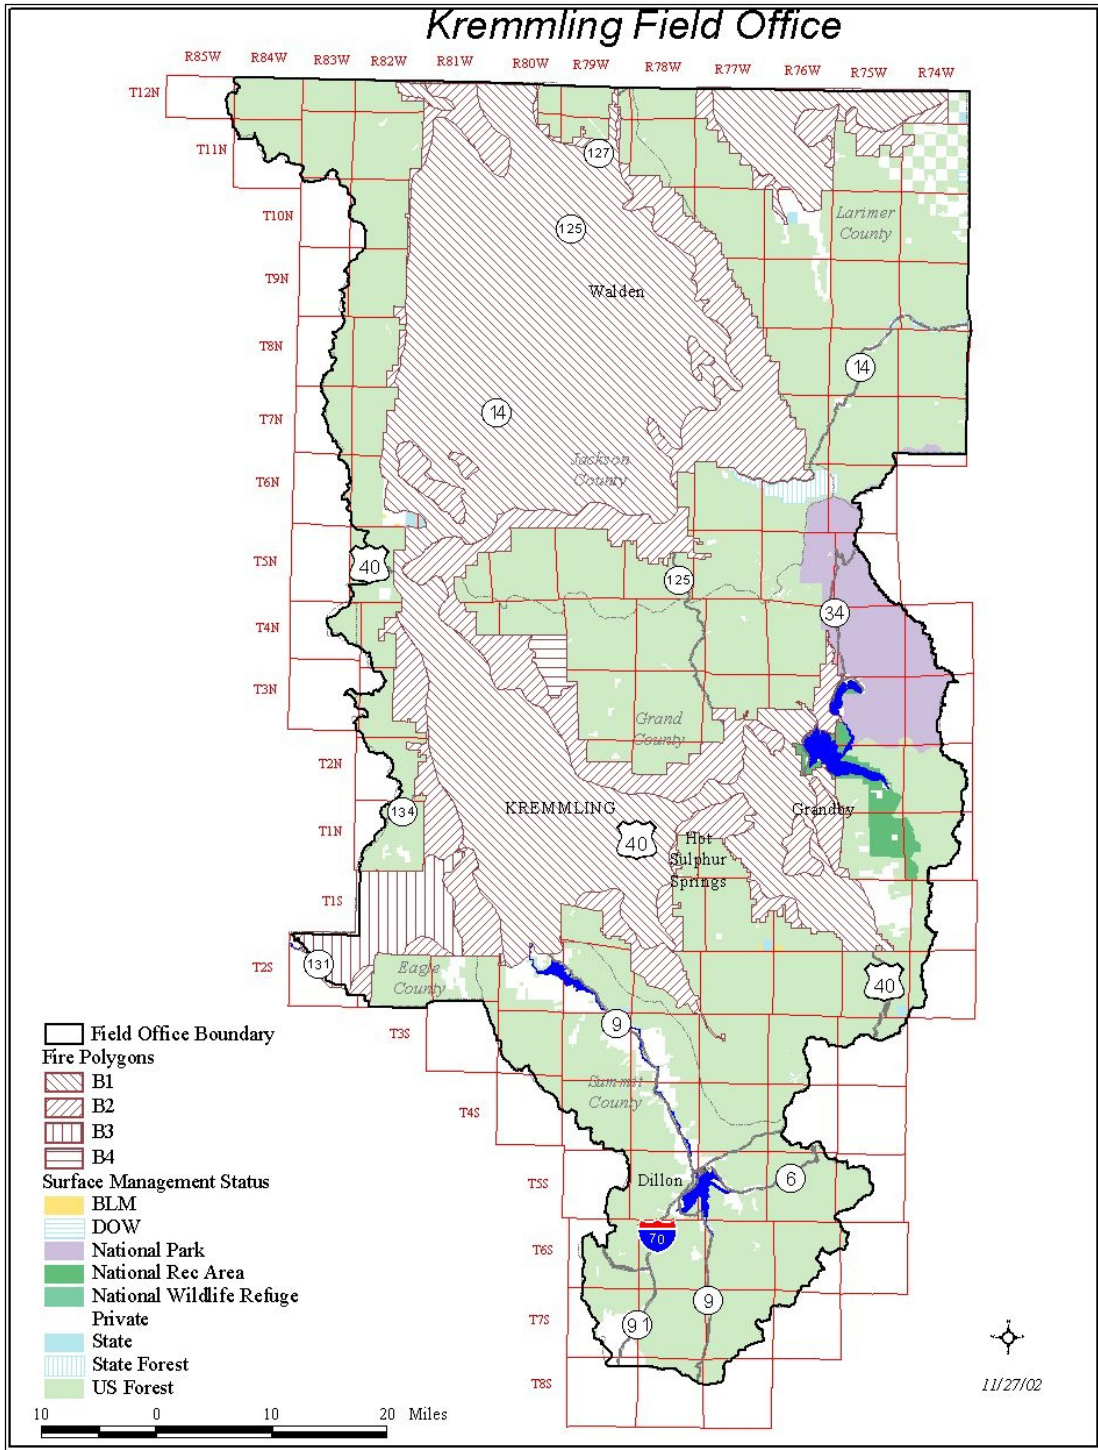 Kremmling Field Office
R85W R84W R83W R82W R81W R80W R79W R78W R77W R76W R75W R74W
T12N
T11N
127
T10N
Larimer
County
125
T9N
Walden
T8N
14
T7N
14
Jackson
County
T6N
T5N
40
125
34
T4N
T3N
Grand
County
T2N
134
KREMMLING
Grandby
T1N
40
Hot
Sulphur
Springs
T1S
T2S
131
Eagle
County
40
9
T3S
Summit
County
T4S
T5S
Dillon
6
T6S
70
T7S
9
91
T8S
Field Office Boundary
Fire Polygons
B1
B2
B3
B4
Surface Management Status
BLM
DOW
National Park
National Rec Area
National Wildlife Refuge
Private
State
State Forest
US Forest
10 0 10 20 Miles
11/27/02